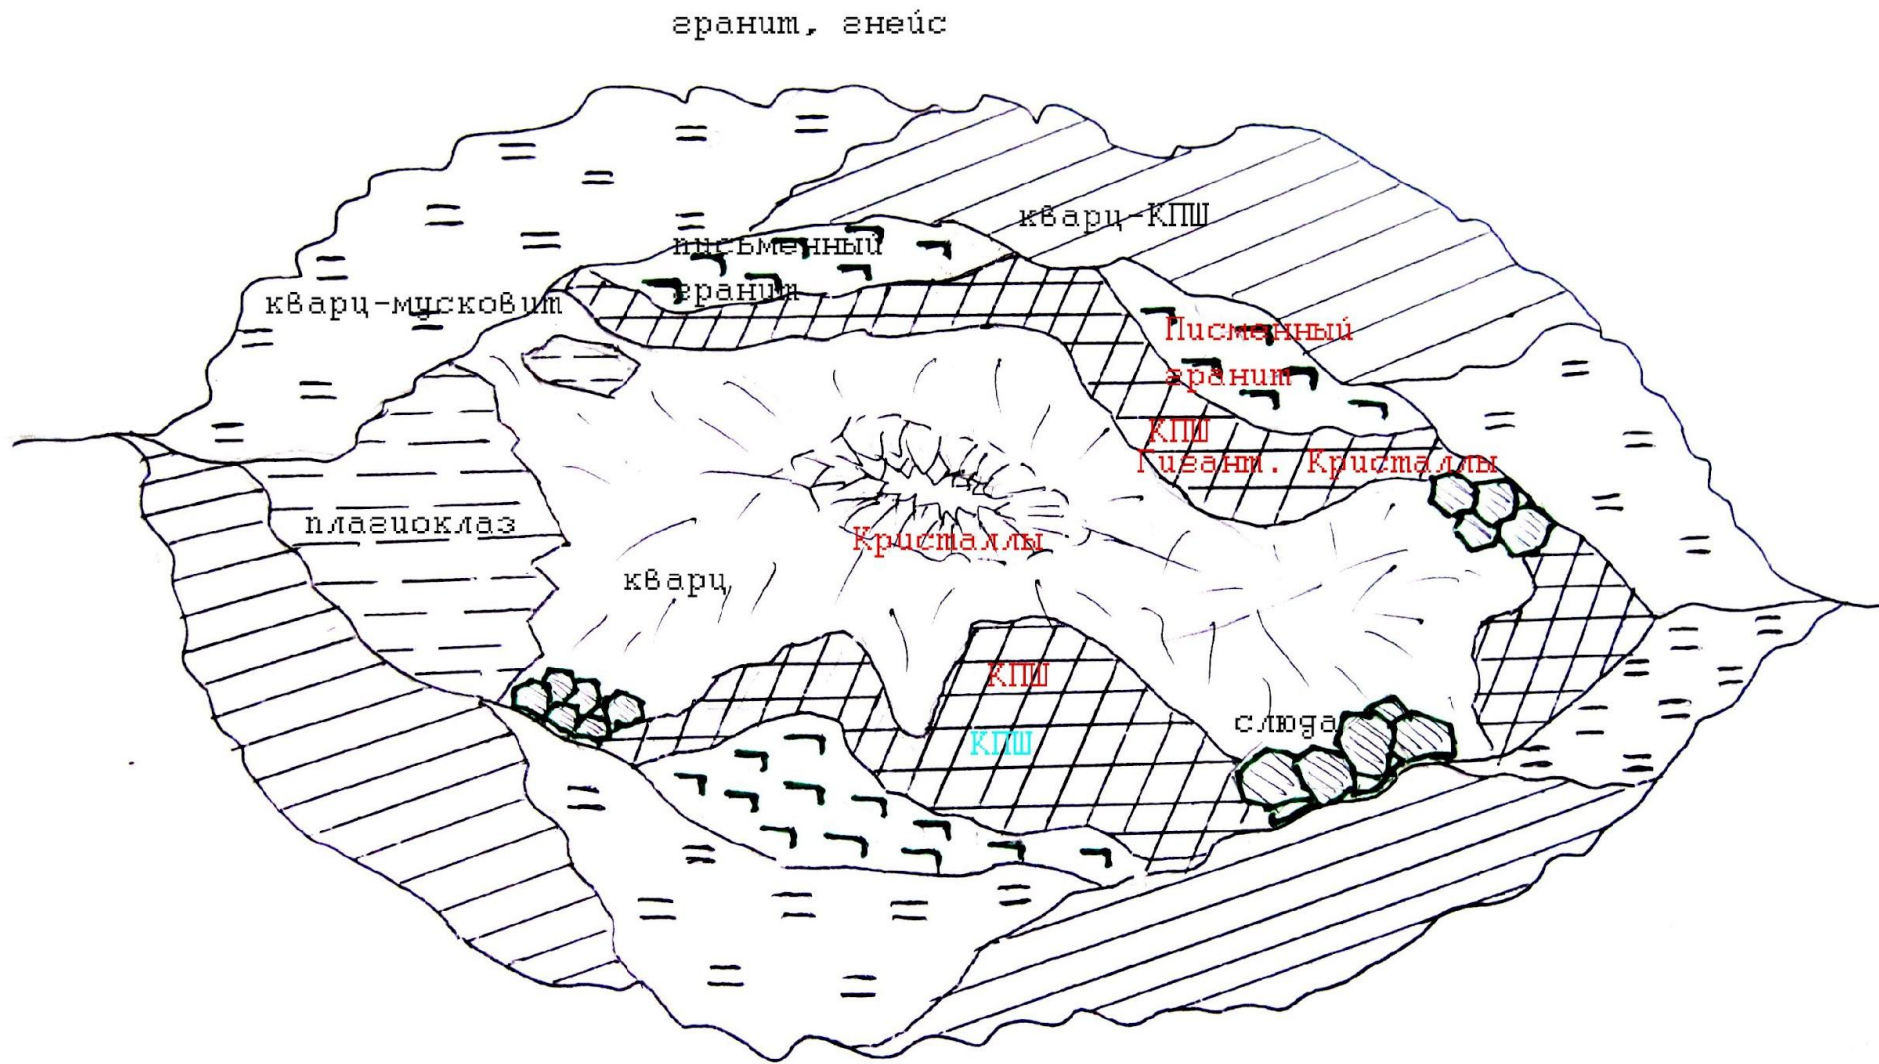 гранит, гнейс
кварц-КПШ
письменный
гранит
кварц-мусковит
Писменный
гранит
КПШ
Гигант. Кристаллы
плагиоклаз
Кристаллы
кварц
КПШ
КПШ
слюда